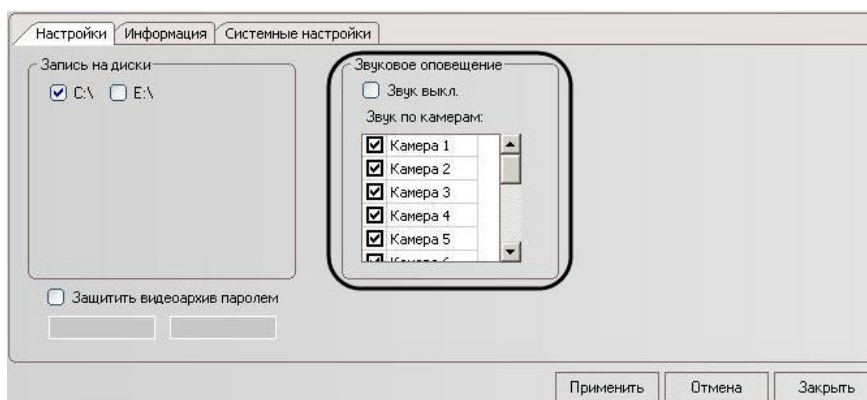 Настройки Информация Системные настройки
Запись на диски
C:\ E:\
Звуковое оповещение
Звук выкл.
Звук по камерам:
Камера 1
Камера 2
Камера 3
Камера 4
Камера 5
Защитить видеоархив паролем
Применить Отмена Закрыть